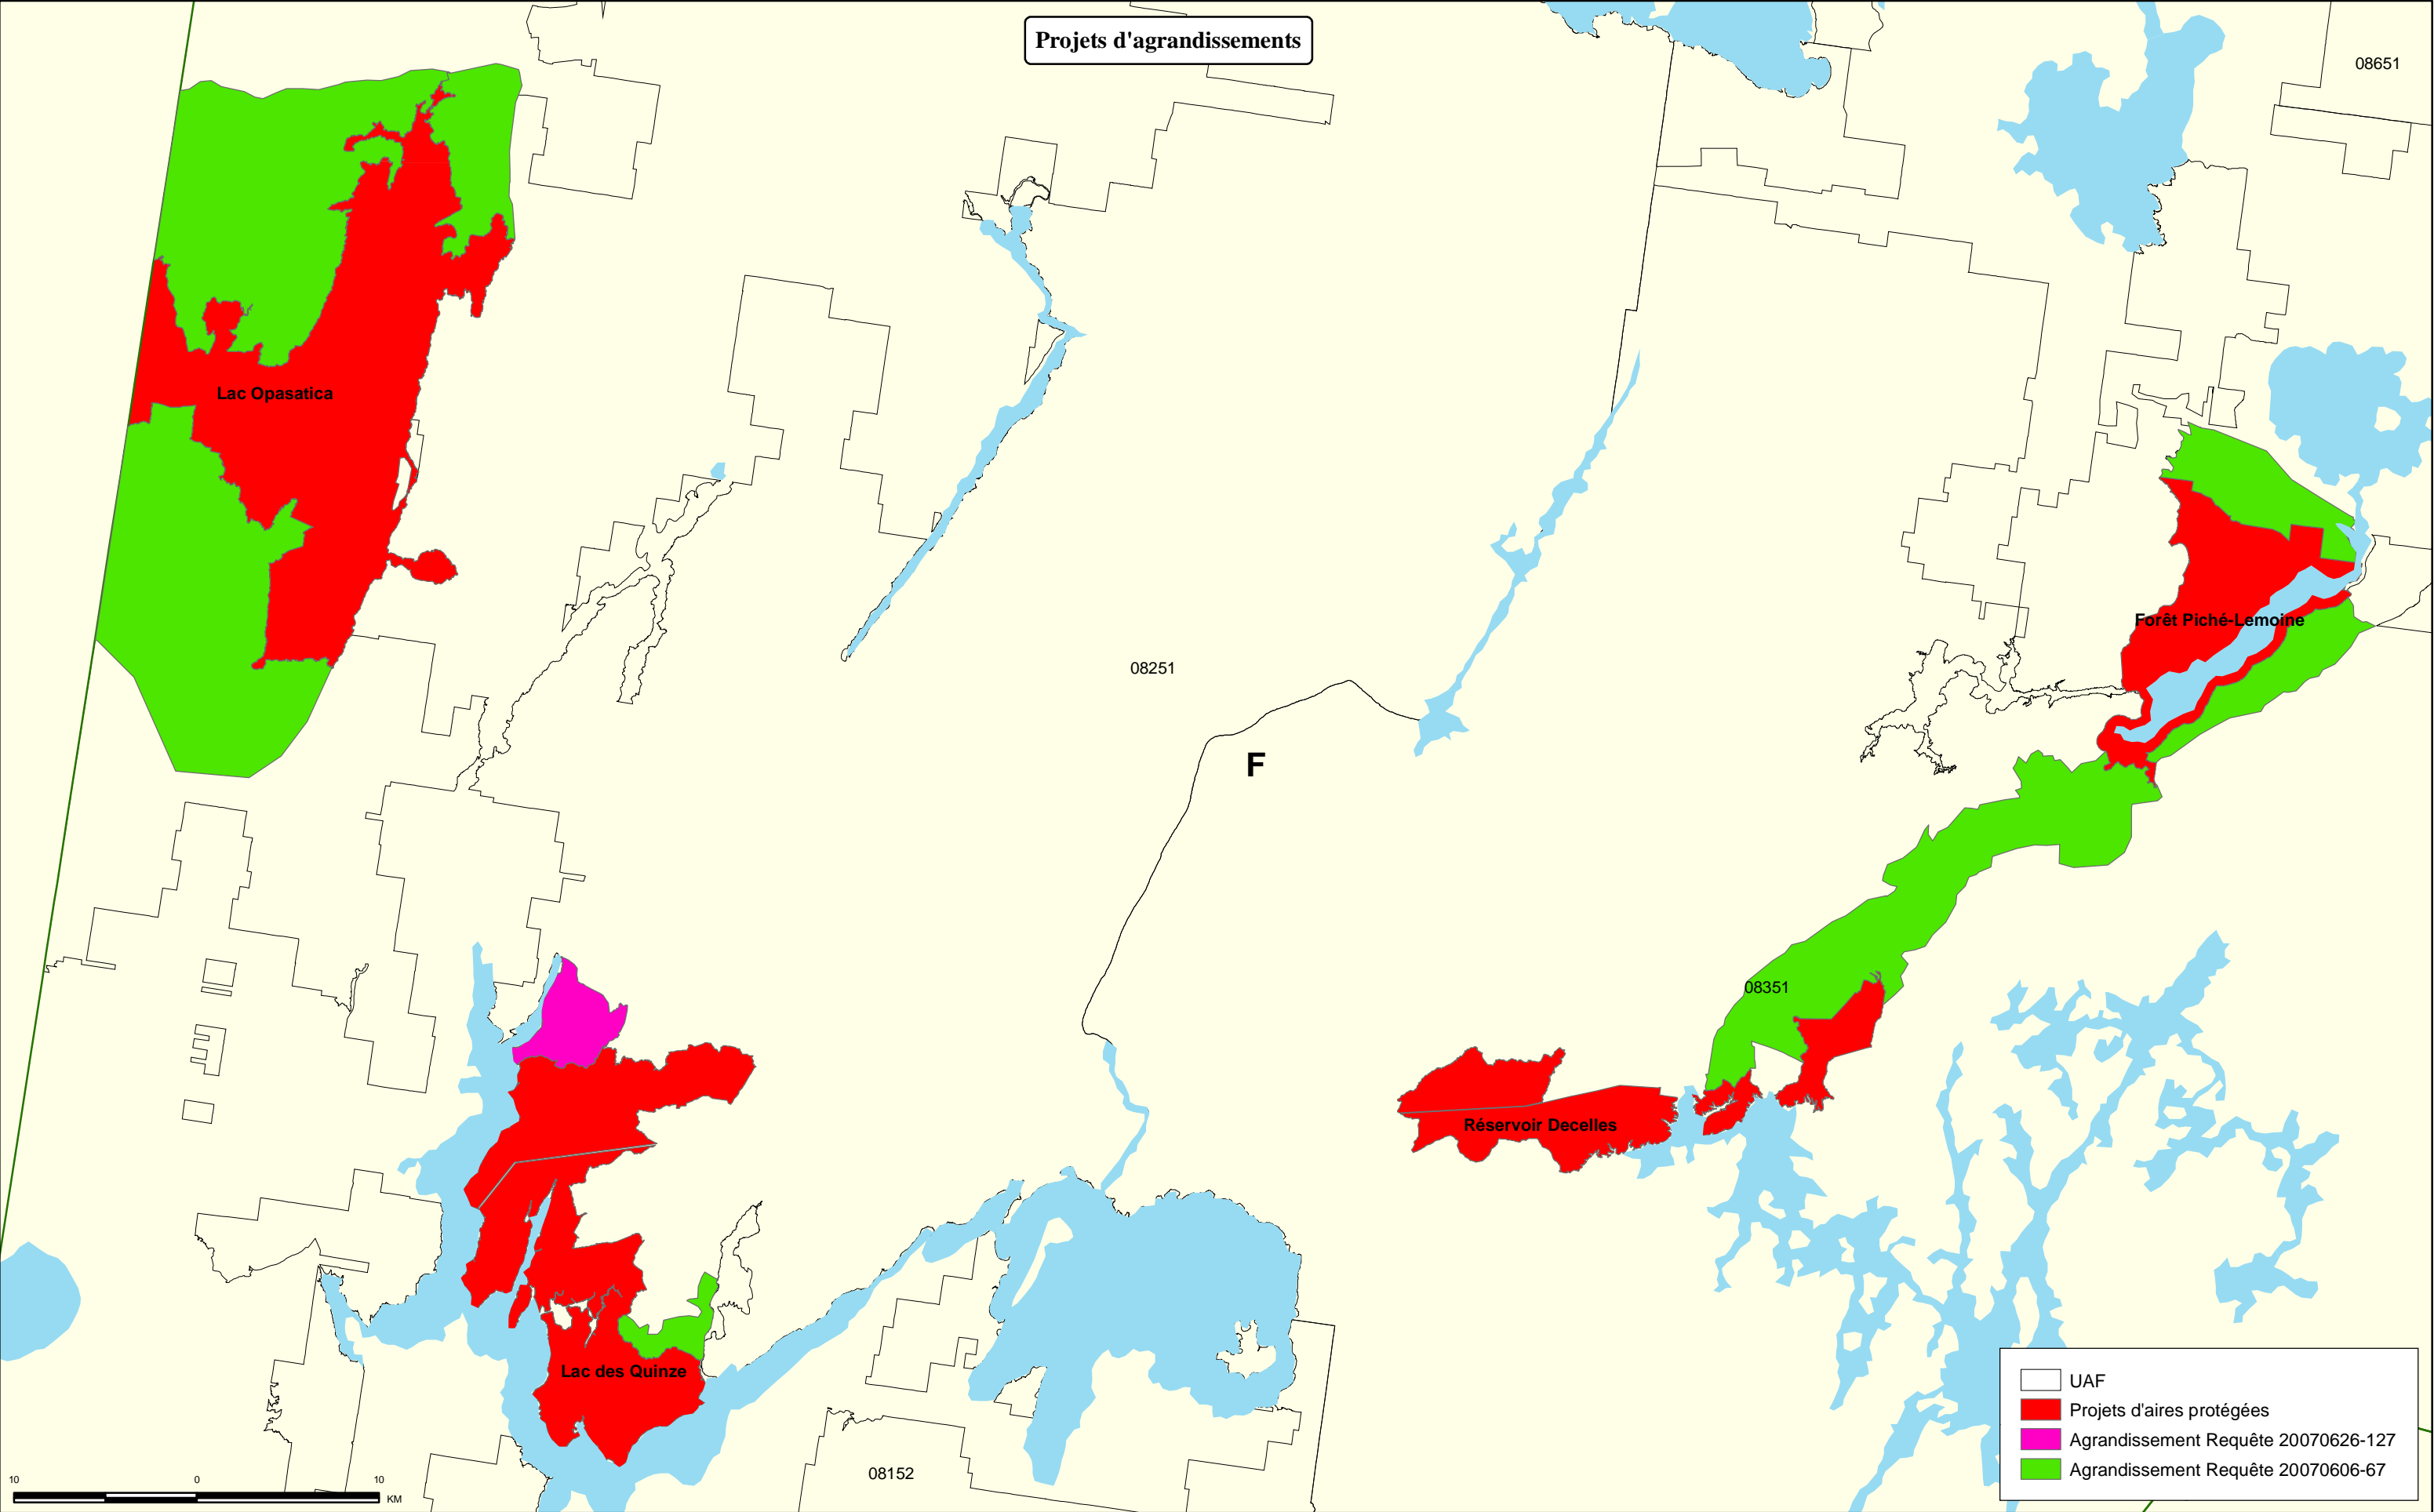 Projets d'agrandissements
08651
Lac Opasatica
Forêt Piché-Lemoine
08251
F
08351
Réservoir Decelles
Lac des Quinze
08152
UAF
Projets d'aires protégées
Agrandissement Requête 20070626-127
Agrandissement Requête 20070606-67
10 0 10
KM